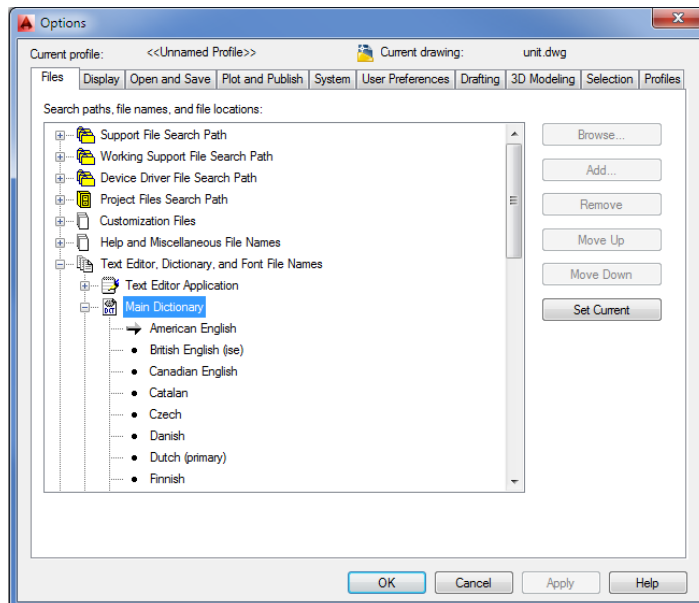 Options
Current profile: <<Unnamed Profile>> Current drawing: unit.dwg
Files Display Open and Save Plot and Publish System User Preferences Drafting 3D Modeling Selection Profiles
Search paths, file names, and file locations:
Support File Search Path
Working Support File Search Path
Device Driver File Search Path
Project Files Search Path
Customization Files
Help and Miscellaneous File Names
Text Editor, Dictionary, and Font File Names
Text Editor Application
Main Dictionary
American English
British English (ise)
Canadian English
Catalan
Czech
Danish
Dutch (primary)
Finnish
Browse...
Add...
Remove
Move Up
Move Down
Set Current
OK Cancel Apply Help